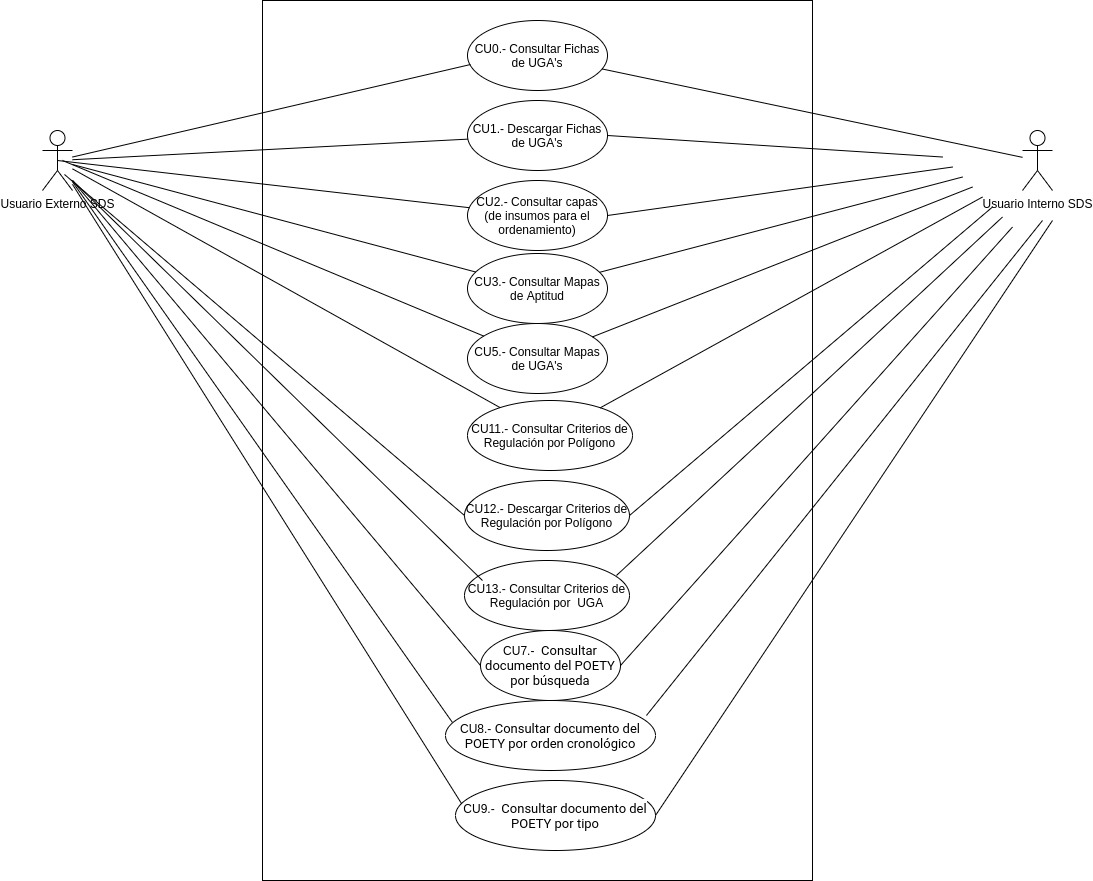 CU0.- Consultar Fichas
de UGA's
CU1.- Descargar Fichas
de UGA's
Usuario Externo SDS
Usuario Interno SDS
CU2.- Consultar capas
(de insumos para el
ordenamiento)
CU3.- Consultar Mapas
de Aptitud
CU5.- Consultar Mapas
de UGA's
CU11.- Consultar Criterios de
Regulación por Polígono
CU12.- Descargar Criterios de
Regulación por Polígono
CU13.- Consultar Criterios de
Regulación por  UGA
CU7.-  Consultar
documento del POETY
por búsqueda
CU8.- Consultar documento del
POETY por orden cronológico
CU9.-  Consultar documento del
POETY por tipo